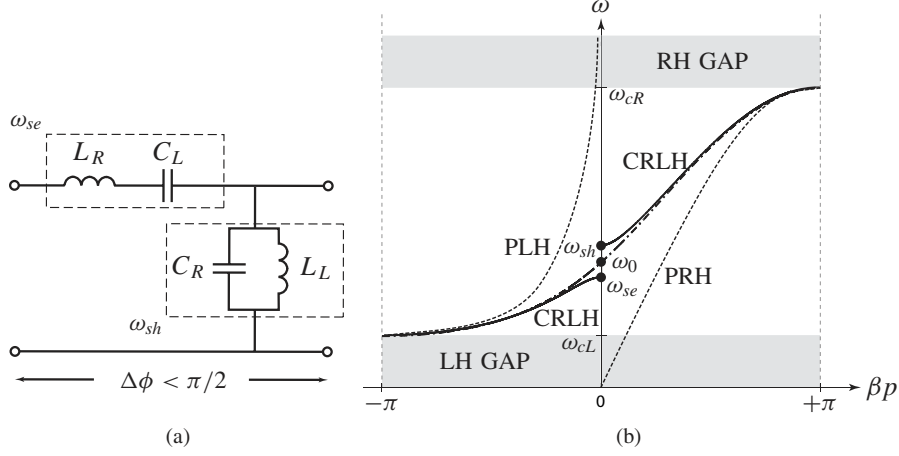 ω_se
L_R C_L
C_R L_L
ω_sh
Δϕ < π/2
(a)
ω
RH GAP
ω_cR
CRLH
PLH
ω_sh
ω_0
ω_se
PRH
CRLH
ω_cL
LH GAP
−π 0 +π βp
(b)